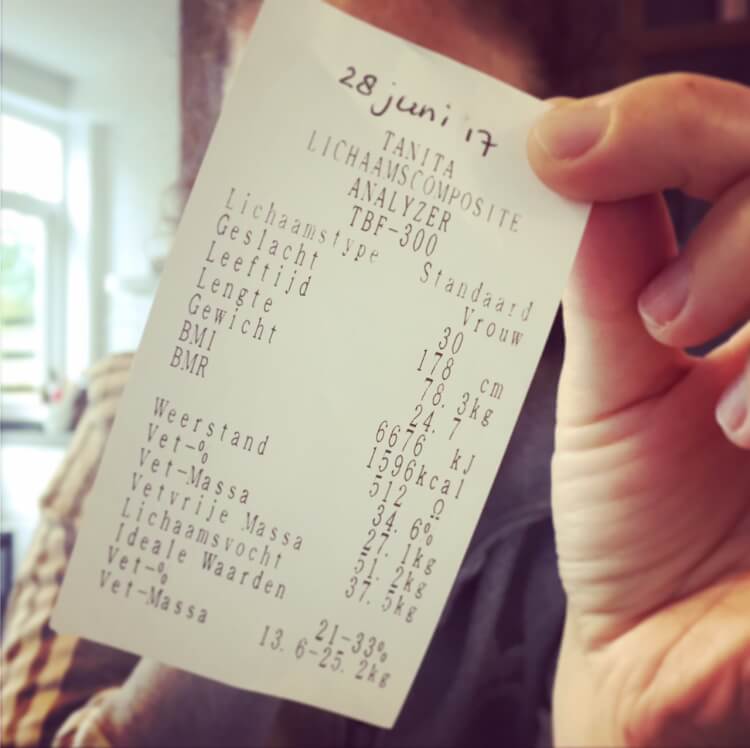 28 juni '17
TANITA
LICHAAMSCOMPOSITE
ANALYZER
TBF-300
Lichaamstype Standaard
Geslacht Vrouw
Leeftijd 30
Lengte 178 cm
Gewicht 78.3kg
BMI 24.7
BMR 6676 kJ
1596kcal
Weerstand 512 Ω
Vet-% 34.6%
Vet-Massa 27.1kg
Vetvrije Massa 51.2kg
Lichaamsvocht 37.5kg
Ideale Waarden
Vet-% 21-33%
Vet-Massa 13.6-25.2kg